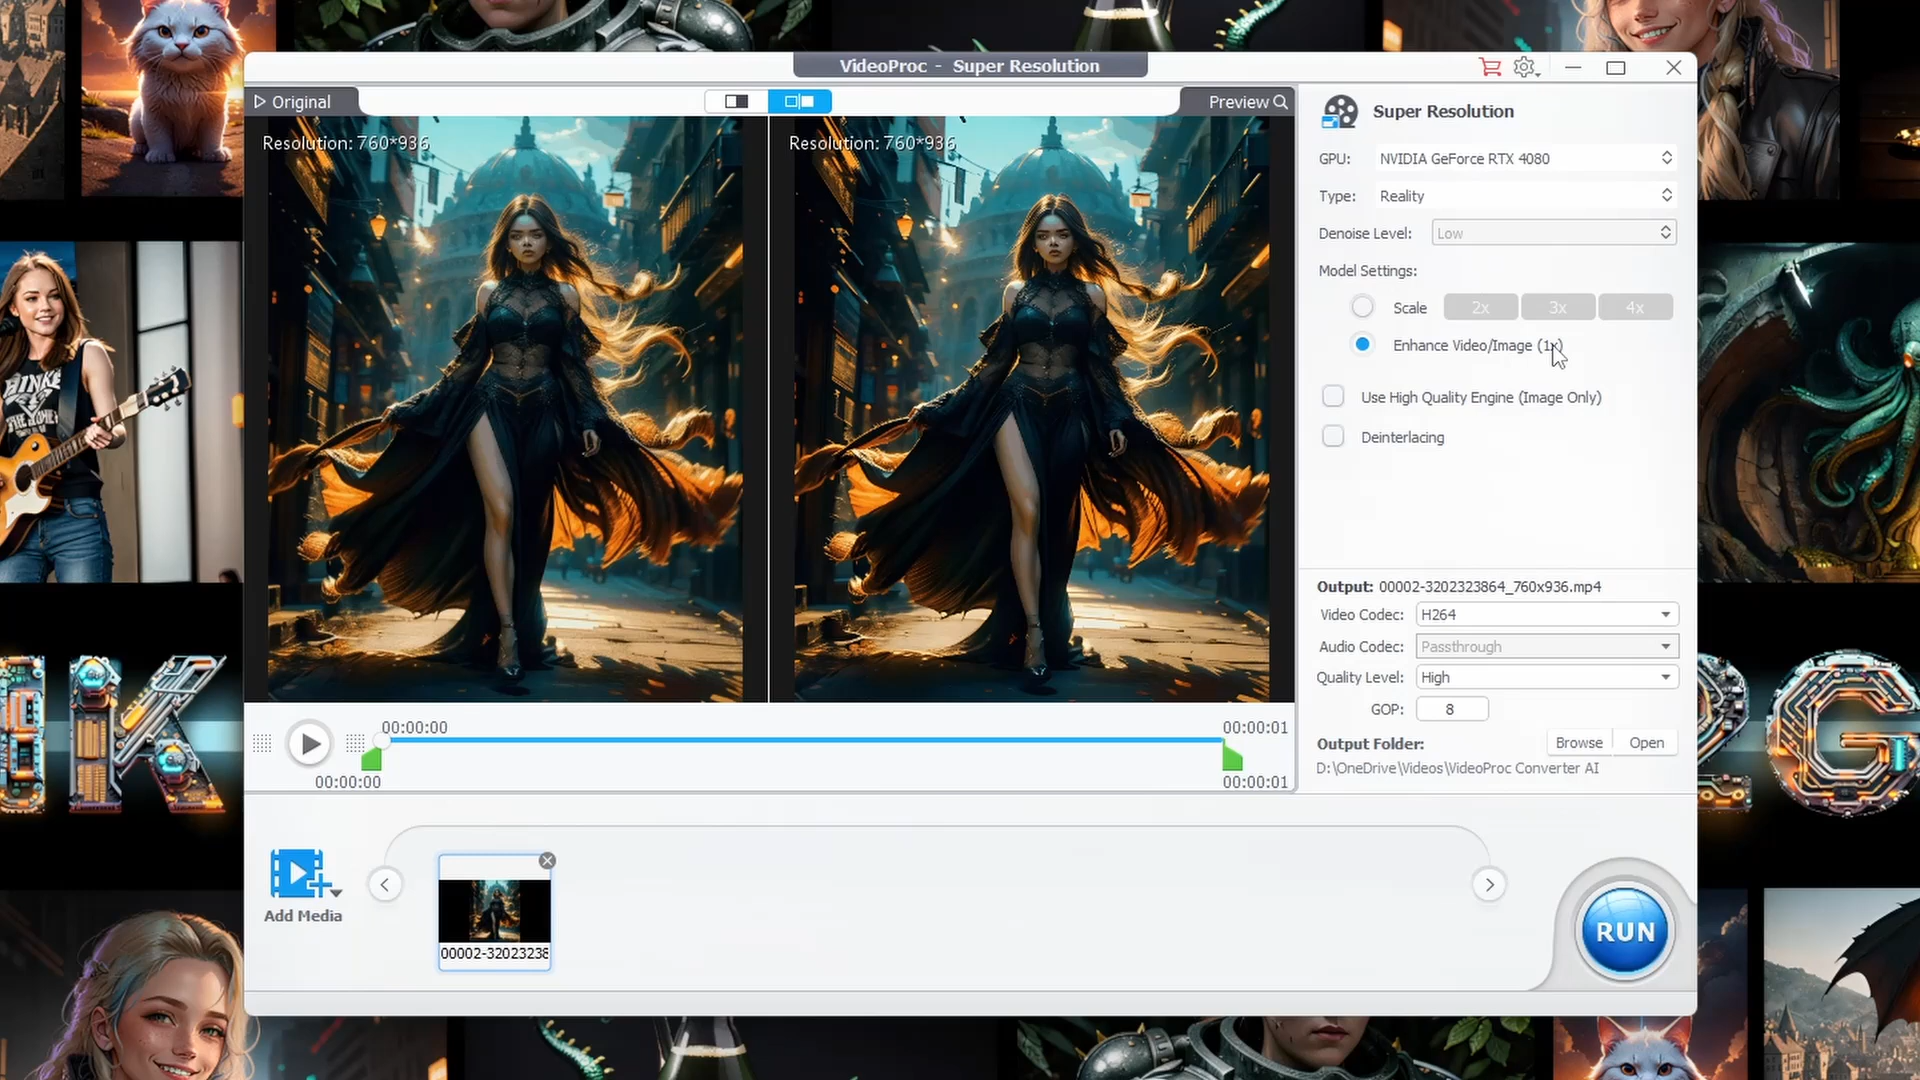 VideoProc - Super Resolution
Original
Preview
Resolution: 760*936
Resolution: 760*936
Super Resolution
GPU: NVIDIA GeForce RTX 4080
Type: Reality
Denoise Level: Low
Model Settings:
Scale 2x 3x 4x
Enhance Video/Image (1x)
Use High Quality Engine (Image Only)
Deinterlacing
Output: 00002-3202323864_760x936.mp4
Video Codec: H264
Audio Codec: Passthrough
Quality Level: High
GOP: 8
Output Folder: Browse Open
D:\OneDrive\Videos\VideoProc Converter AI
00:00:00 00:00:01
00:00:00 00:00:01
Add Media
00002-32023238
RUN
K
2G